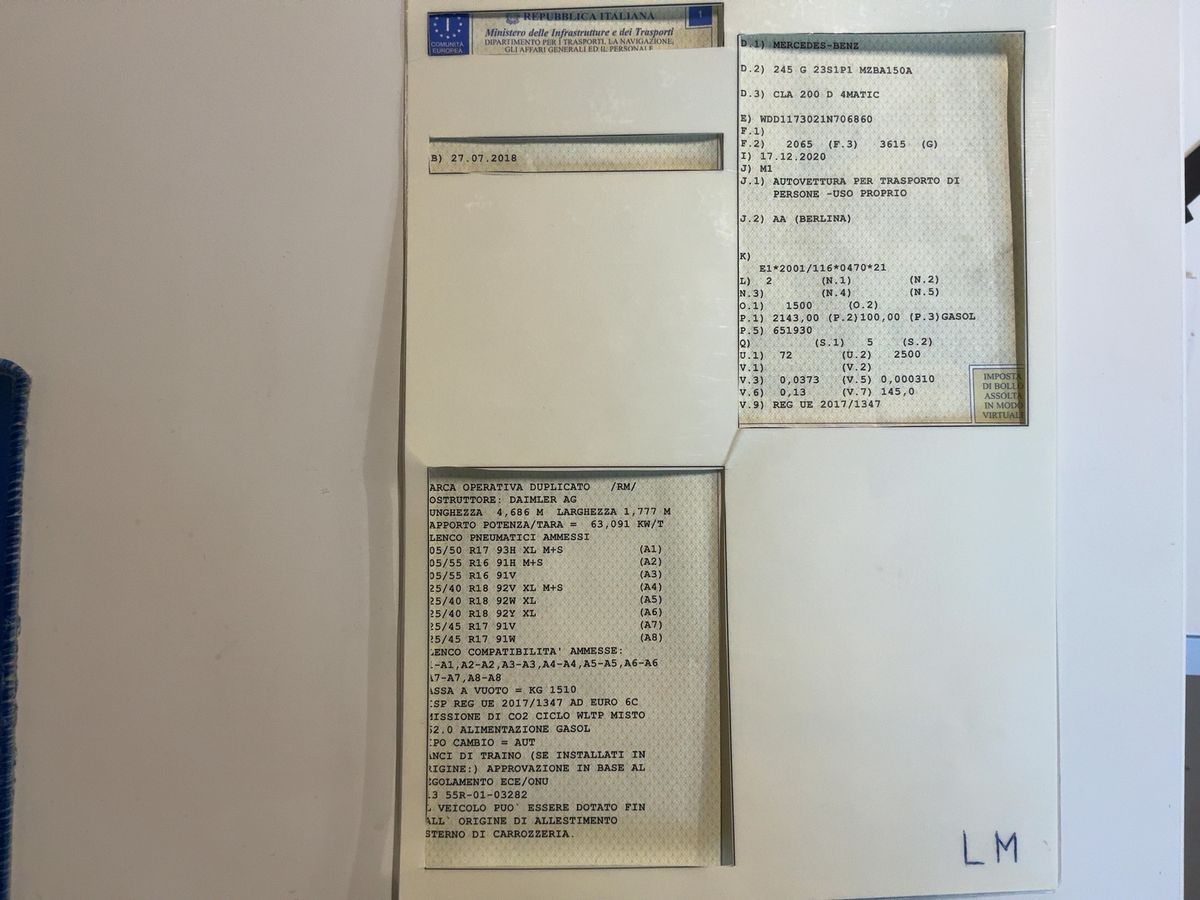 REPUBBLICA ITALIANA
1
COMUNITÀ
EUROPEA
Ministero delle Infrastrutture e dei Trasporti
DIPARTIMENTO PER I TRASPORTI, LA NAVIGAZIONE,
GLI AFFARI GENERALI ED IL PERSONALE
B) 27.07.2018
D.1) MERCEDES-BENZ
D.2) 245 G 23S1P1 MZBA150A
D.3) CLA 200 D 4MATIC
E) WDD1173021N706860
F.1)
F.2) 2065 (F.3) 3615 (G)
I) 17.12.2020
J) M1
J.1) AUTOVETTURA PER TRASPORTO DI
PERSONE -USO PROPRIO
J.2) AA (BERLINA)
K)
E1*2001/116*0470*21
L) 2 (N.1) (N.2)
N.3) (N.4) (N.5)
O.1) 1500 (O.2)
P.1) 2143,00 (P.2)100,00 (P.3)GASOL
P.5) 651930
Q) (S.1) 5 (S.2)
U.1) 72 (U.2) 2500
V.1) (V.2)
V.3) 0,0373 (V.5) 0,000310
V.6) 0,13 (V.7) 145,0
V.9) REG UE 2017/1347
IMPOSTA
DI BOLLO
ASSOLTA
IN MODO
VIRTUALE
ARCA OPERATIVA DUPLICATO /RM/
OSTRUTTORE: DAIMLER AG
UNGHEZZA 4,686 M LARGHEZZA 1,777 M
APPORTO POTENZA/TARA = 63,091 KW/T
LENCO PNEUMATICI AMMESSI
05/50 R17 93H XL M+S (A1)
05/55 R16 91H M+S (A2)
05/55 R16 91V (A3)
25/40 R18 92V XL M+S (A4)
25/40 R18 92W XL (A5)
25/40 R18 92Y XL (A6)
25/45 R17 91V (A7)
25/45 R17 91W (A8)
LENCO COMPATIBILITA' AMMESSE:
-A1,A2-A2,A3-A3,A4-A4,A5-A5,A6-A6
A7-A7,A8-A8
ASSA A VUOTO = KG 1510
SP REG UE 2017/1347 AD EURO 6C
MISSIONE DI CO2 CICLO WLTP MISTO
52.0 ALIMENTAZIONE GASOL
IPO CAMBIO = AUT
ANCI DI TRAINO (SE INSTALLATI IN
RIGINE:) APPROVAZIONE IN BASE AL
EGOLAMENTO ECE/ONU
13 55R-01-03282
L VEICOLO PUO` ESSERE DOTATO FIN
ALL` ORIGINE DI ALLESTIMENTO
STERNO DI CARROZZERIA.
LM